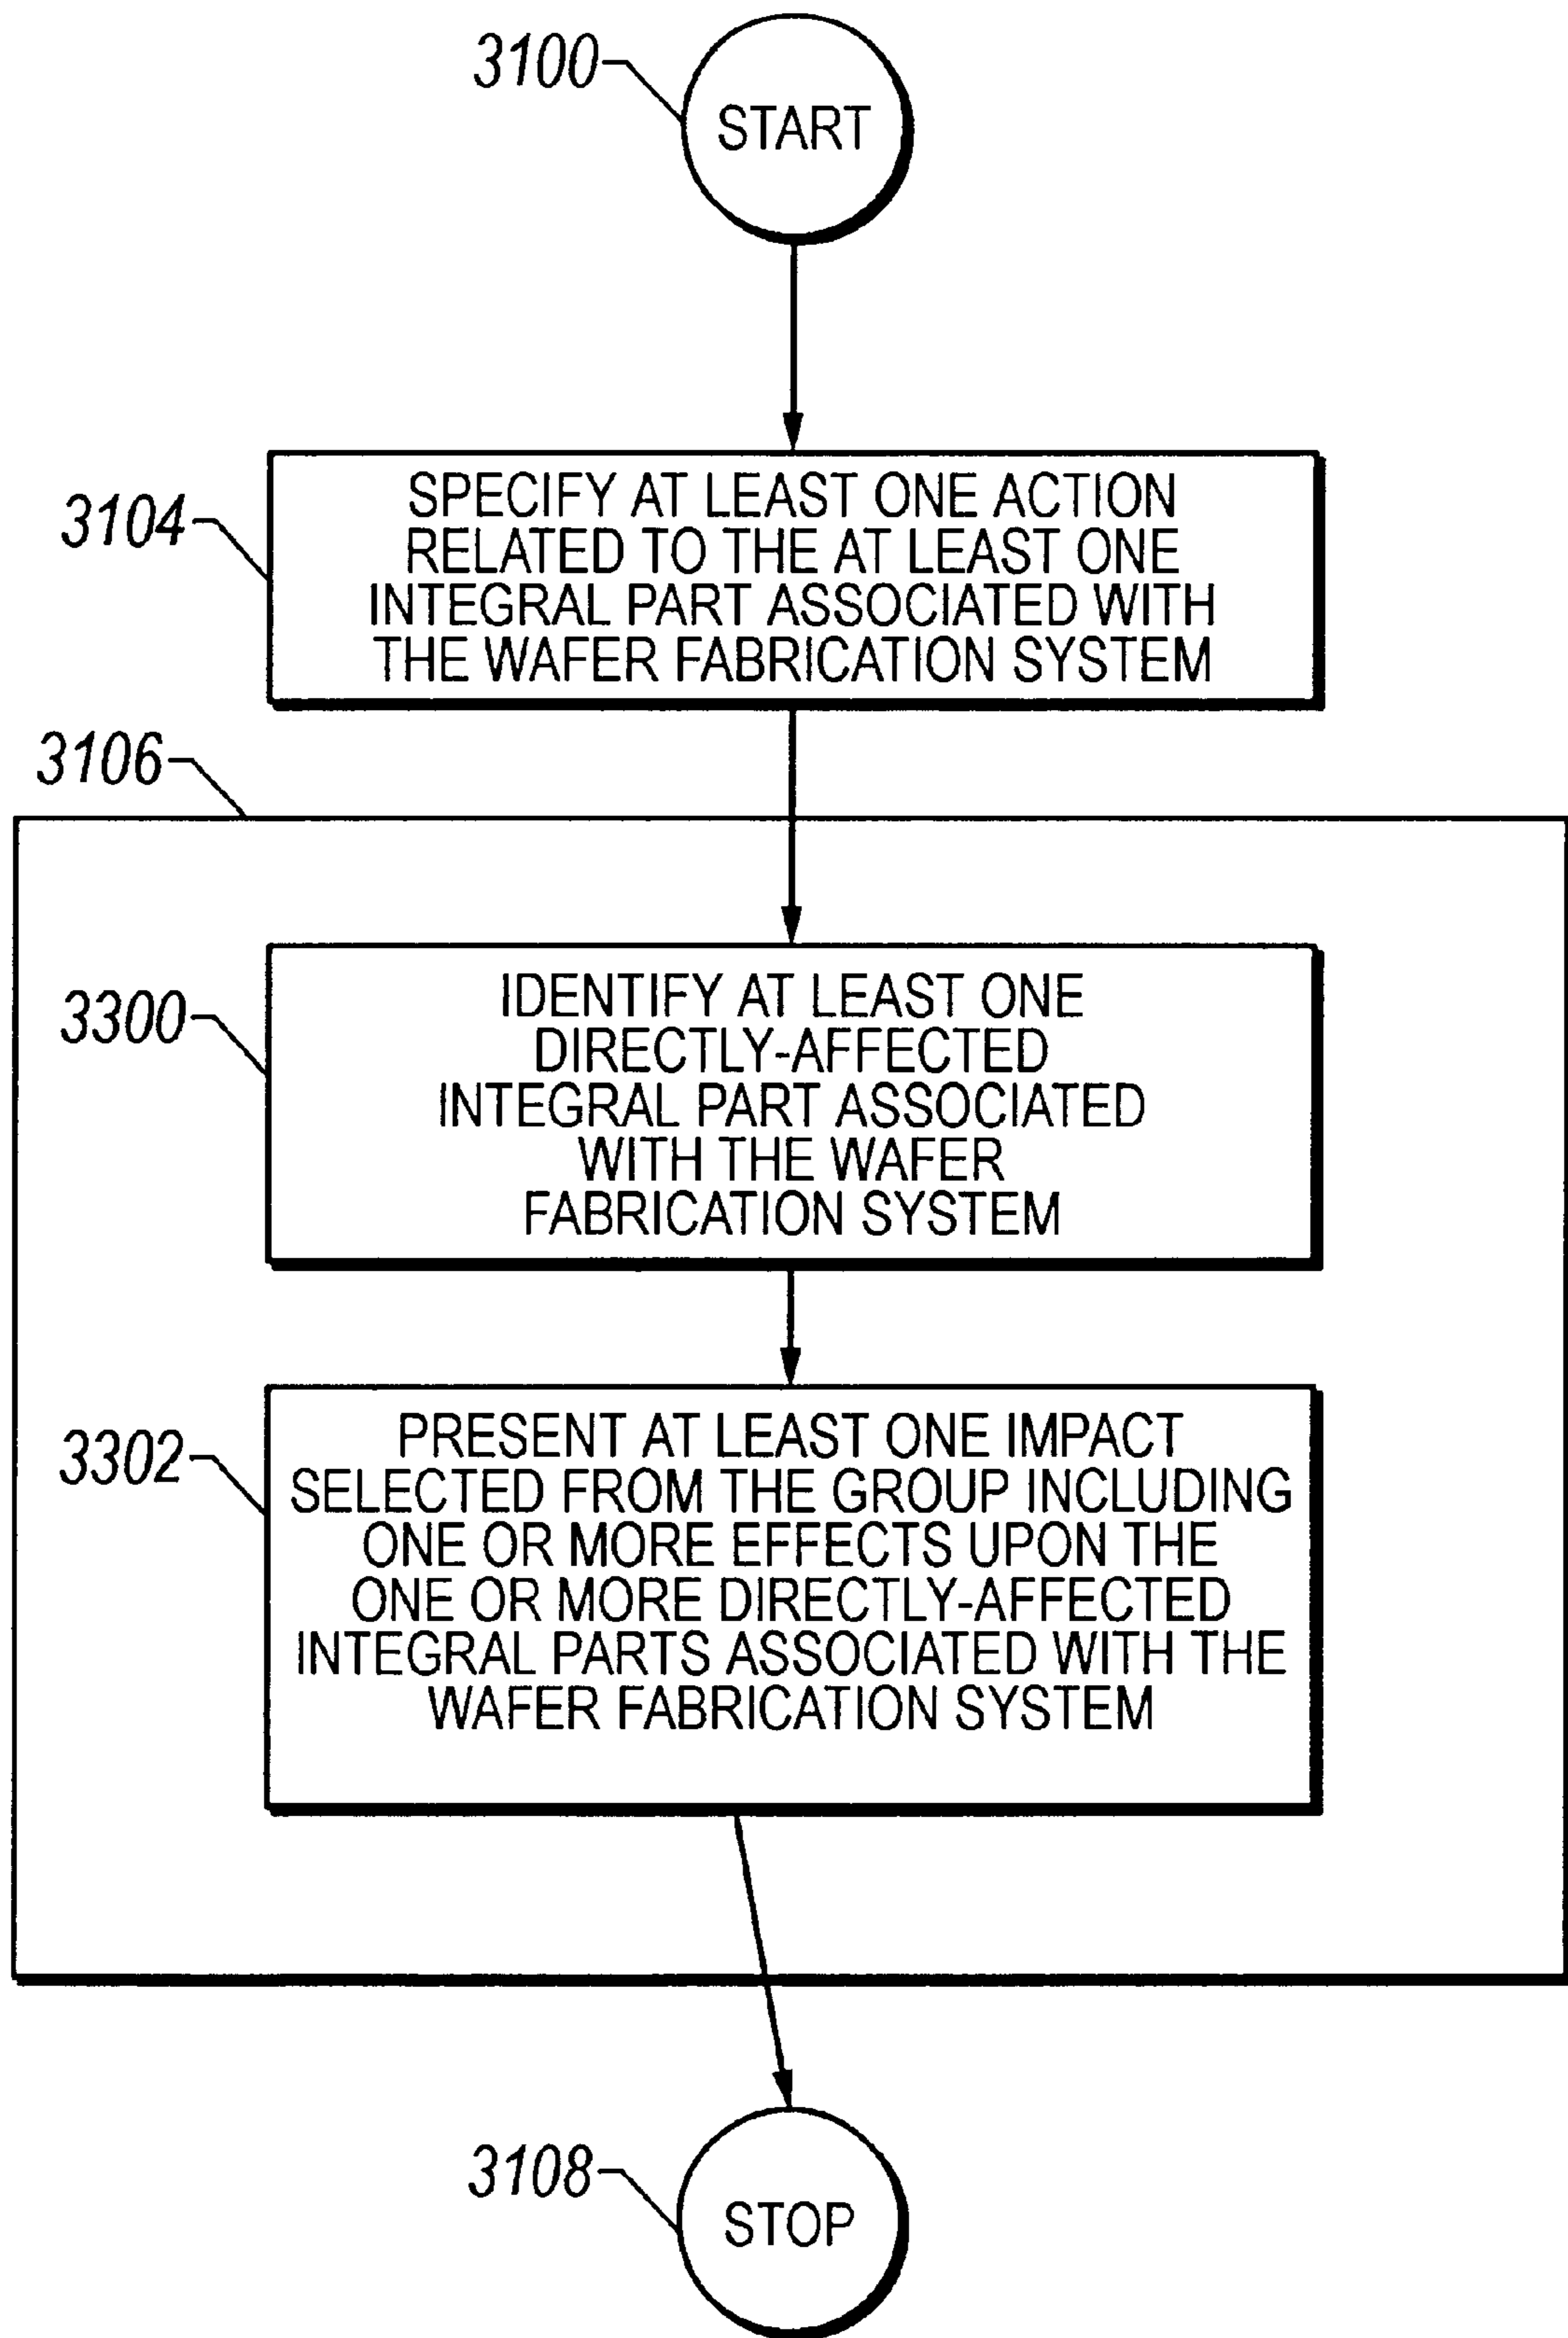 3100
START
3104
SPECIFY AT LEAST ONE ACTION
RELATED TO THE AT LEAST ONE
INTEGRAL PART ASSOCIATED WITH
THE WAFER FABRICATION SYSTEM
3106
3300
IDENTIFY AT LEAST ONE
DIRECTLY-AFFECTED
INTEGRAL PART ASSOCIATED
WITH THE WAFER
FABRICATION SYSTEM
3302
PRESENT AT LEAST ONE IMPACT
SELECTED FROM THE GROUP INCLUDING
ONE OR MORE EFFECTS UPON THE
ONE OR MORE DIRECTLY-AFFECTED
INTEGRAL PARTS ASSOCIATED WITH THE
WAFER FABRICATION SYSTEM
3108
STOP